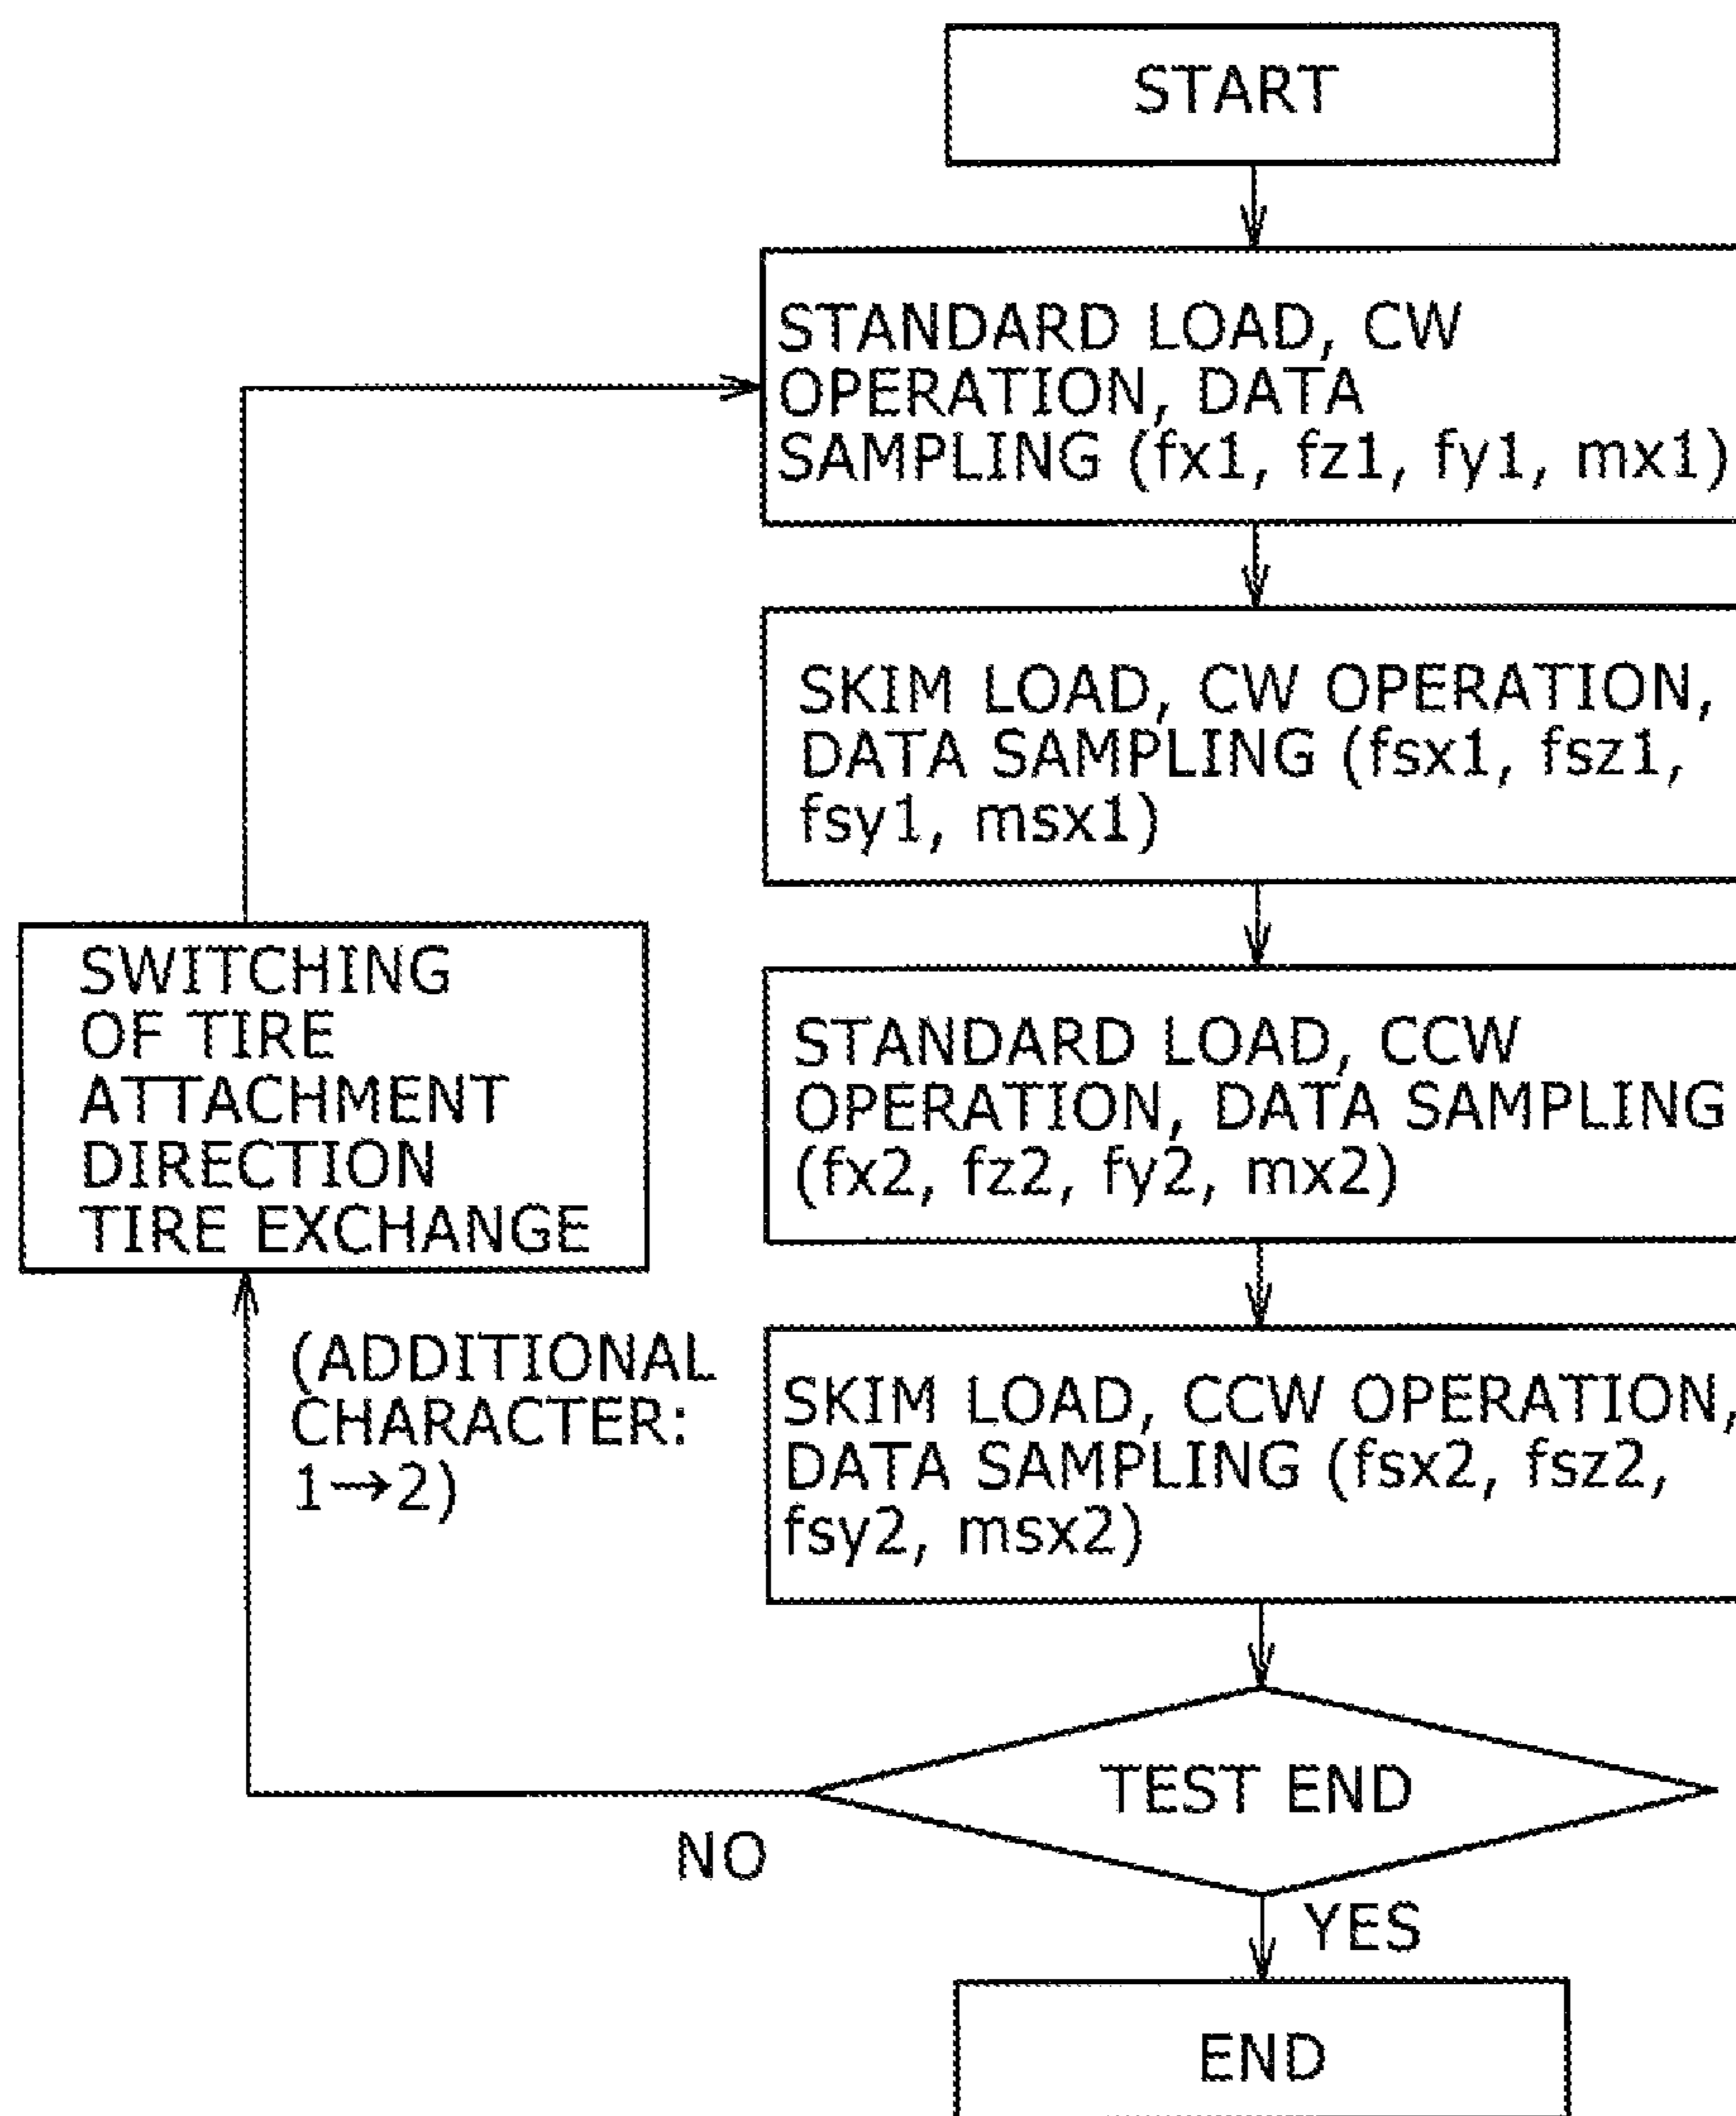 START
STANDARD LOAD, CW
OPERATION, DATA
SAMPLING (fx1, fz1, fy1, mx1)
SKIM LOAD, CW OPERATION,
DATA SAMPLING (fsx1, fsz1,
fsy1, msx1)
SWITCHING
OF TIRE
ATTACHMENT
DIRECTION
TIRE EXCHANGE
STANDARD LOAD, CCW
OPERATION, DATA SAMPLING
(fx2, fz2, fy2, mx2)
(ADDITIONAL
CHARACTER:
1→2)
SKIM LOAD, CCW OPERATION,
DATA SAMPLING (fsx2, fsz2,
fsy2, msx2)
TEST END
NO
YES
END